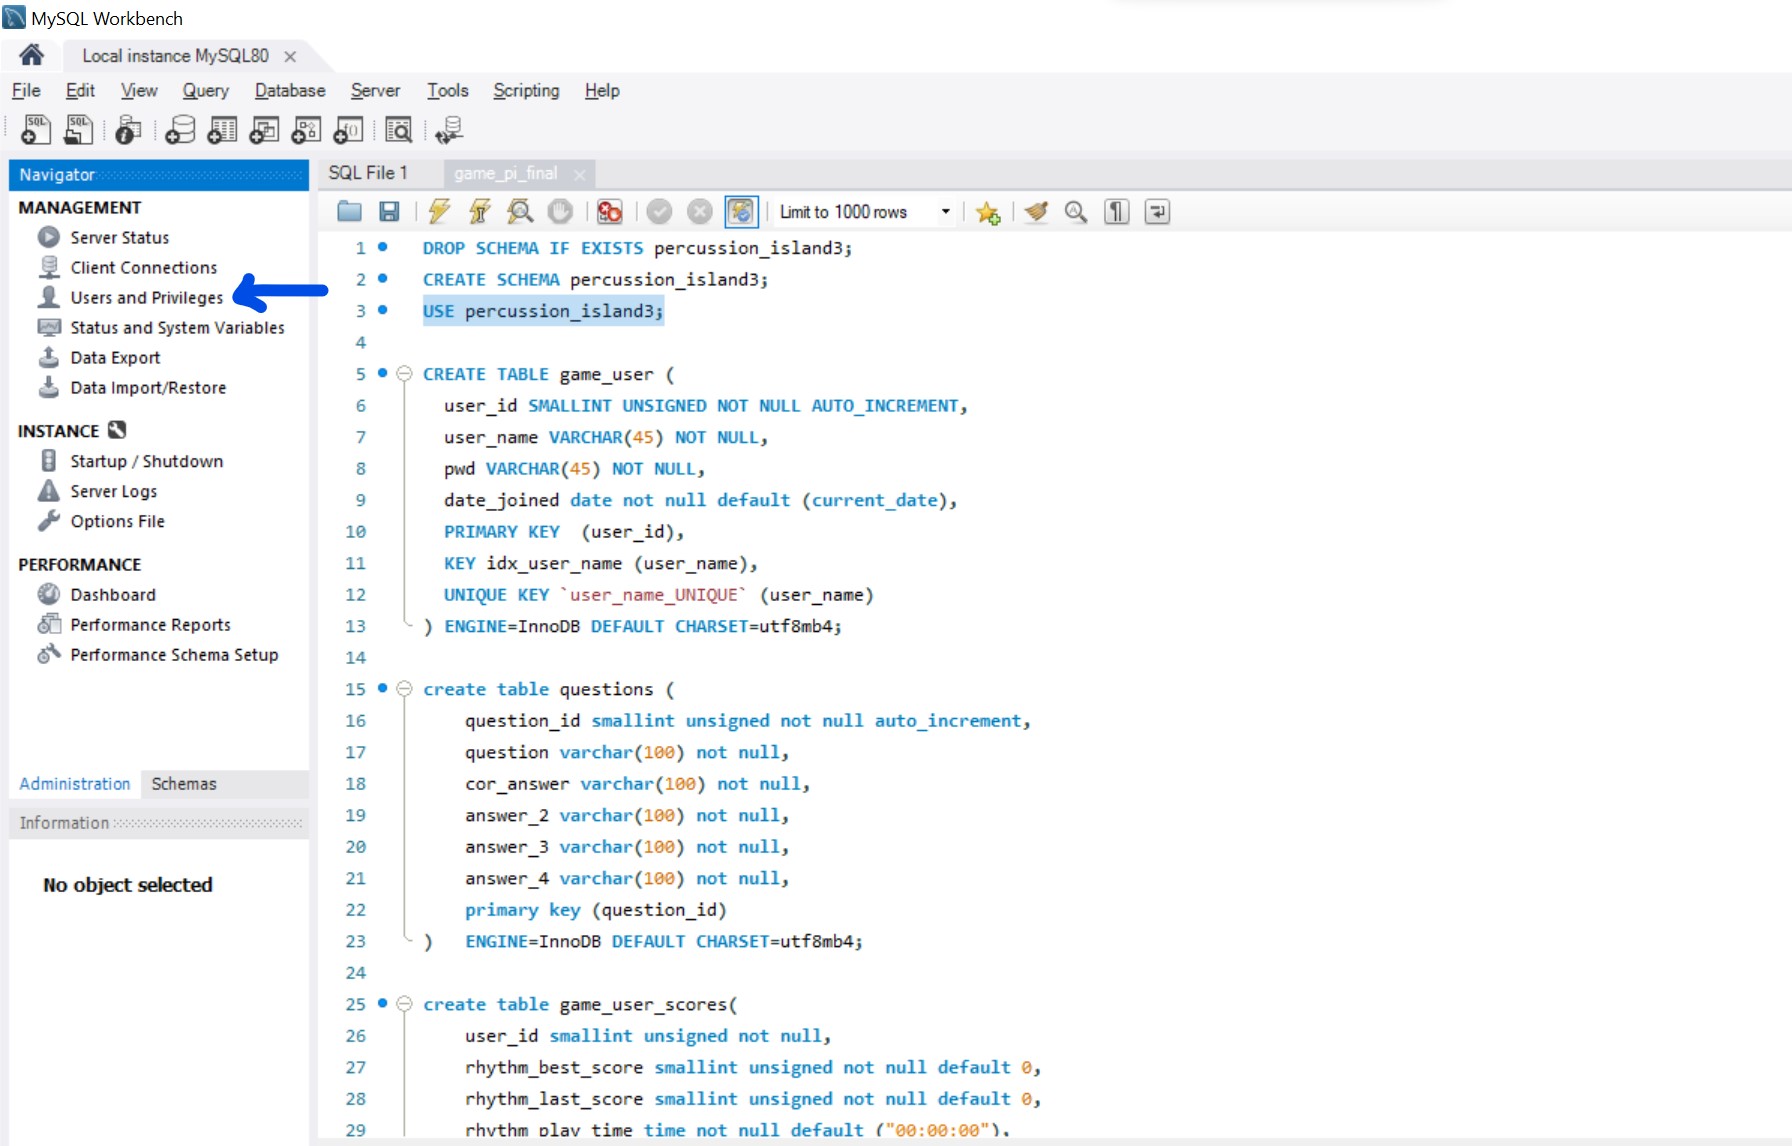 MySQL Workbench
Local instance MySQL80
File Edit View Query Database Server Tools Scripting Help
Navigator
MANAGEMENT
Server Status
Client Connections
Users and Privileges
Status and System Variables
Data Export
Data Import/Restore
INSTANCE
Startup / Shutdown
Server Logs
Options File
PERFORMANCE
Dashboard
Performance Reports
Performance Schema Setup
Administration Schemas
Information
No object selected
SQL File 1 game_pi_final
Limit to 1000 rows
1 DROP SCHEMA IF EXISTS percussion_island3;
2 CREATE SCHEMA percussion_island3;
3 USE percussion_island3;
4
5 CREATE TABLE game_user (
6 user_id SMALLINT UNSIGNED NOT NULL AUTO_INCREMENT,
7 user_name VARCHAR(45) NOT NULL,
8 pwd VARCHAR(45) NOT NULL,
9 date_joined date not null default (current_date),
10 PRIMARY KEY  (user_id),
11 KEY idx_user_name (user_name),
12 UNIQUE KEY `user_name_UNIQUE` (user_name)
13 ) ENGINE=InnoDB DEFAULT CHARSET=utf8mb4;
14
15 create table questions (
16 question_id smallint unsigned not null auto_increment,
17 question varchar(100) not null,
18 cor_answer varchar(100) not null,
19 answer_2 varchar(100) not null,
20 answer_3 varchar(100) not null,
21 answer_4 varchar(100) not null,
22 primary key (question_id)
23 )   ENGINE=InnoDB DEFAULT CHARSET=utf8mb4;
24
25 create table game_user_scores(
26 user_id smallint unsigned not null,
27 rhythm_best_score smallint unsigned not null default 0,
28 rhythm_last_score smallint unsigned not null default 0,
29 rhythm_play_time time not null default ("00:00:00"),